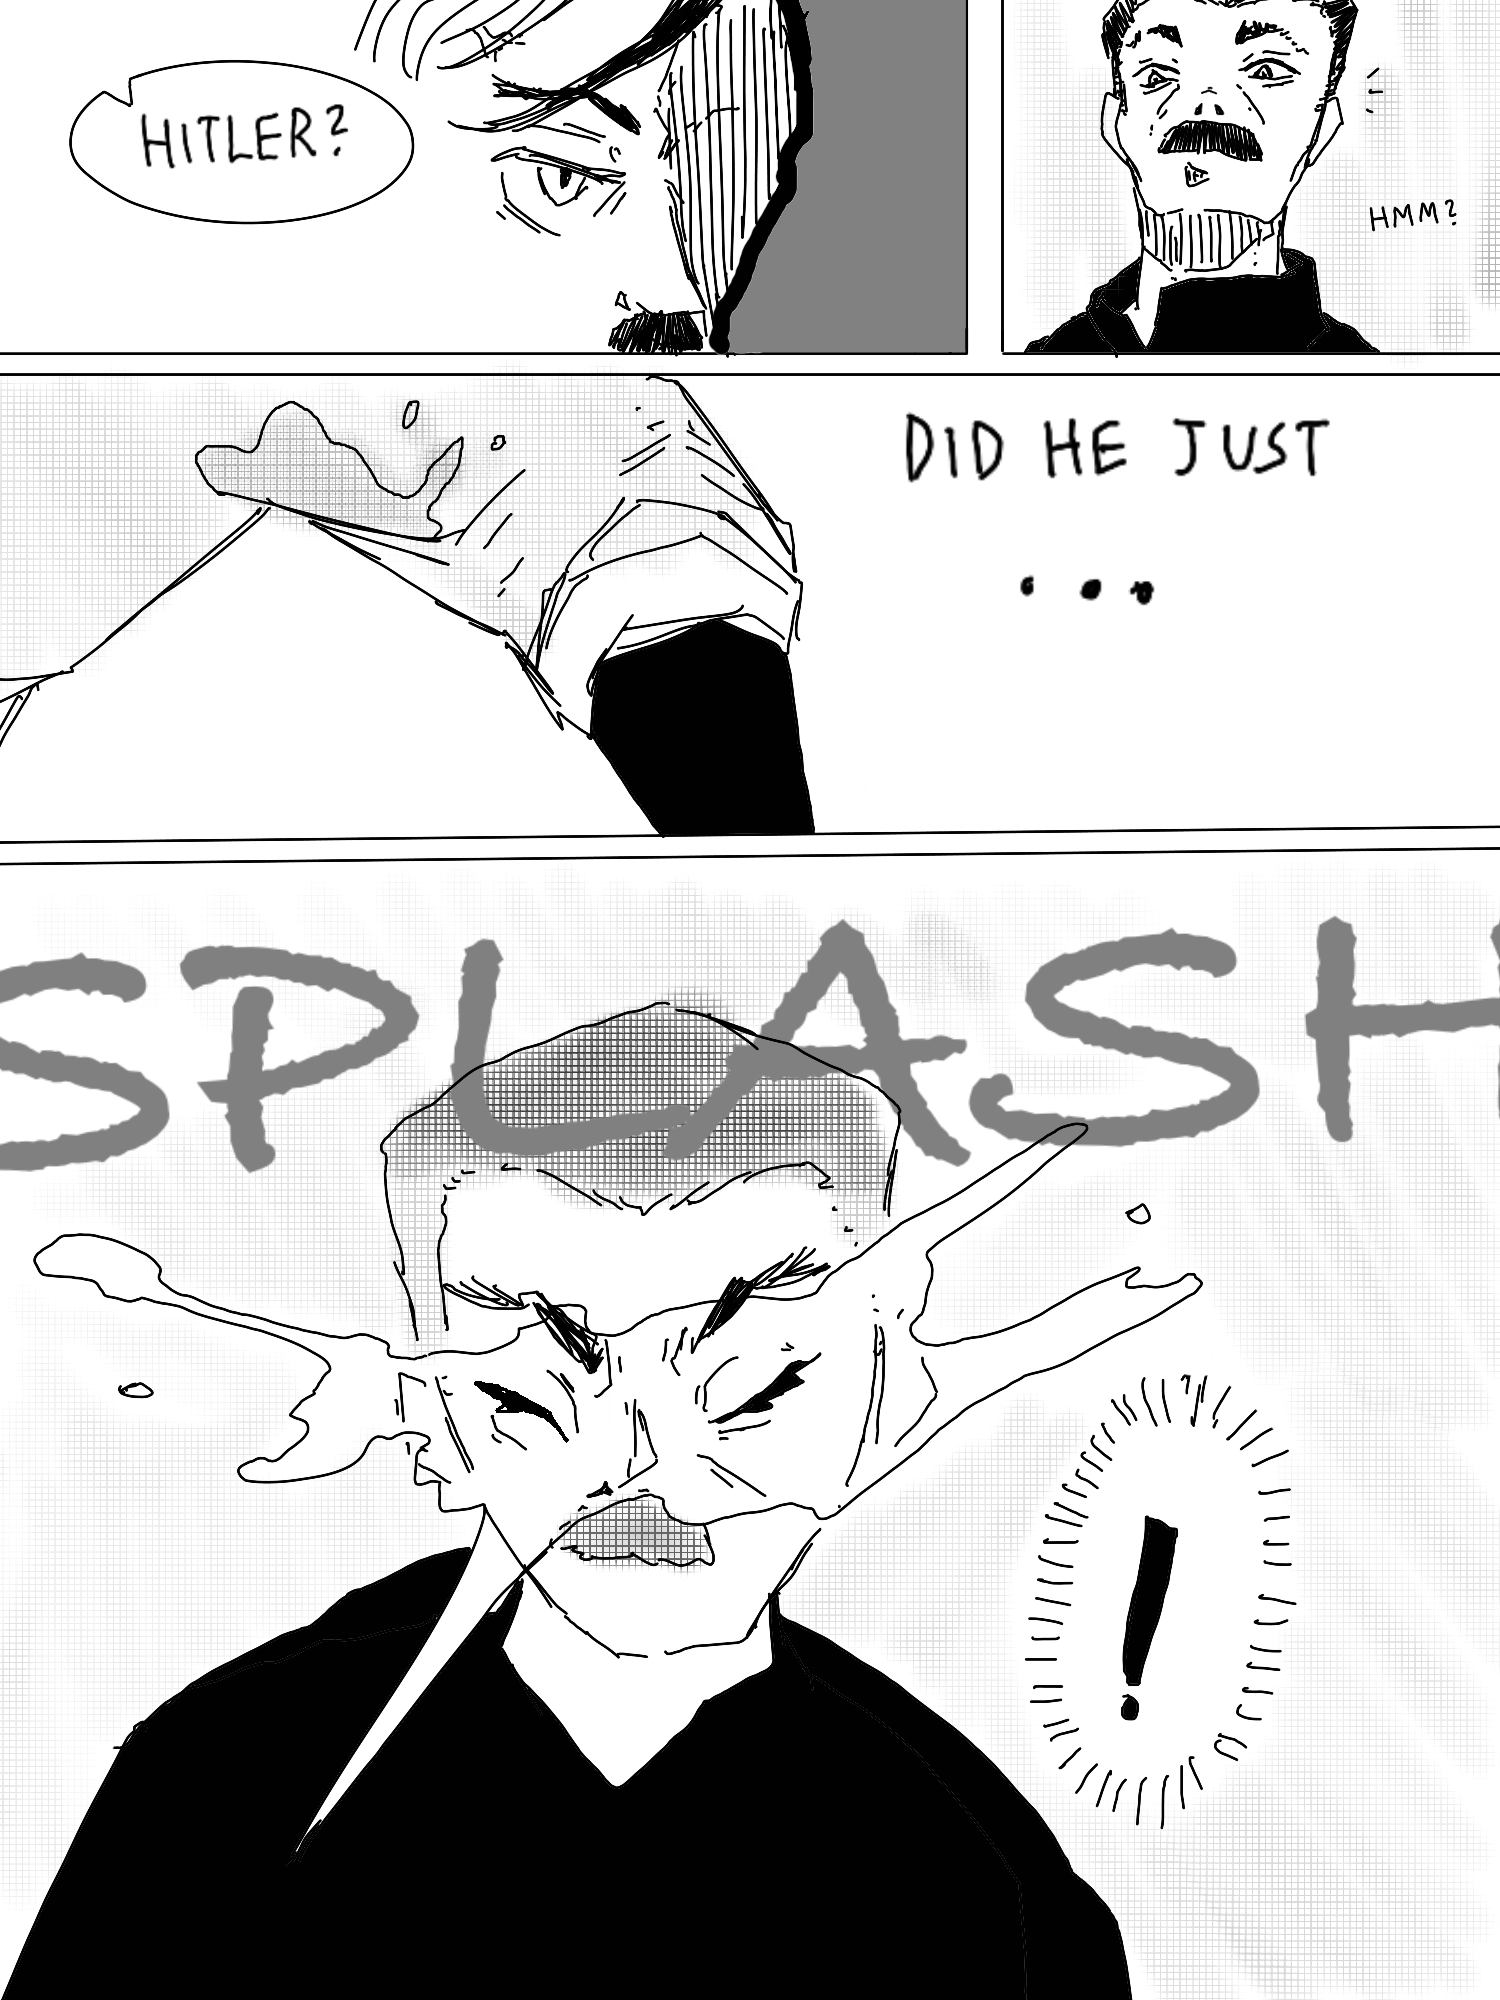 HITLER?
HMM?
DID HE JUST
...
SPLASH
!